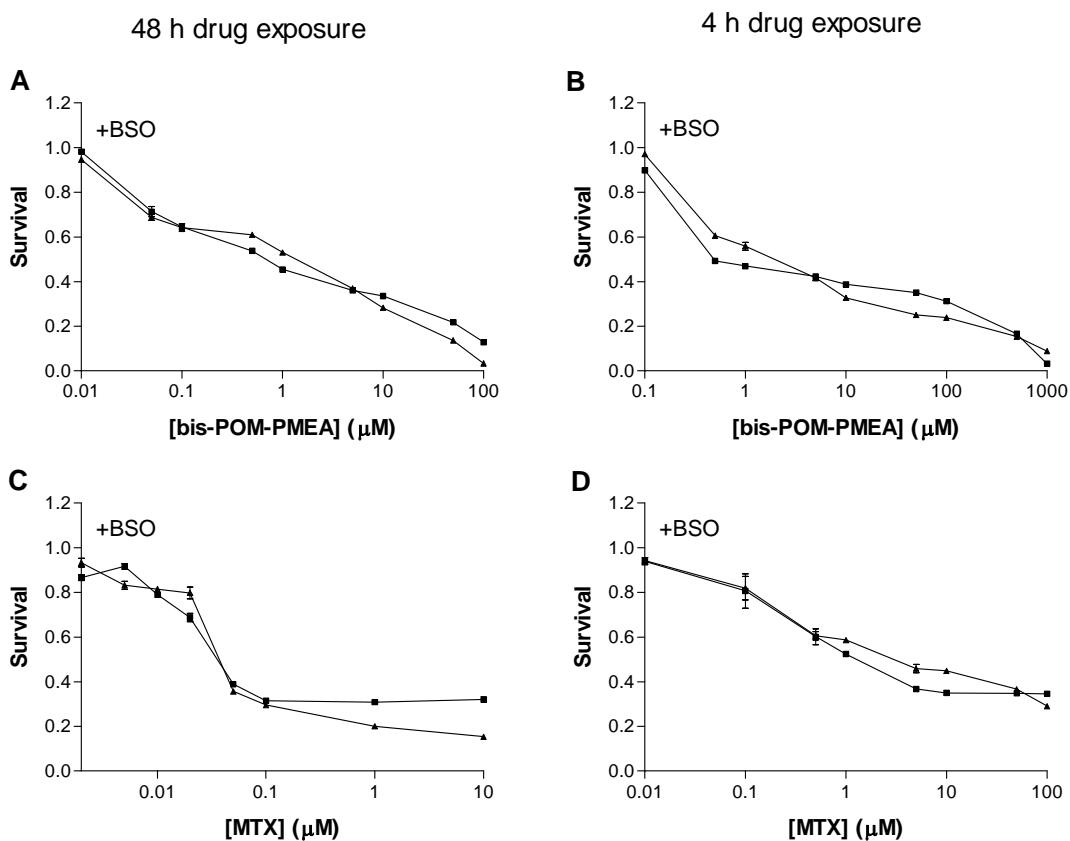 48 h drug exposure
4 h drug exposure
A
1.2
+BSO
1.0
0.8
Survival
0.6
0.4
0.2
0.0
0.01 0.1 1 10 100
[bis-POM-PMEA] (μM)
B
1.2
+BSO
1.0
0.8
Survival
0.6
0.4
0.2
0.0
0.1 1 10 100 1000
[bis-POM-PMEA] (μM)
C
1.2
+BSO
1.0
0.8
Survival
0.6
0.4
0.2
0.0
0.01 0.1 1 10
[MTX] (μM)
D
1.2
+BSO
1.0
0.8
Survival
0.6
0.4
0.2
0.0
0.01 0.1 1 10 100
[MTX] (μM)